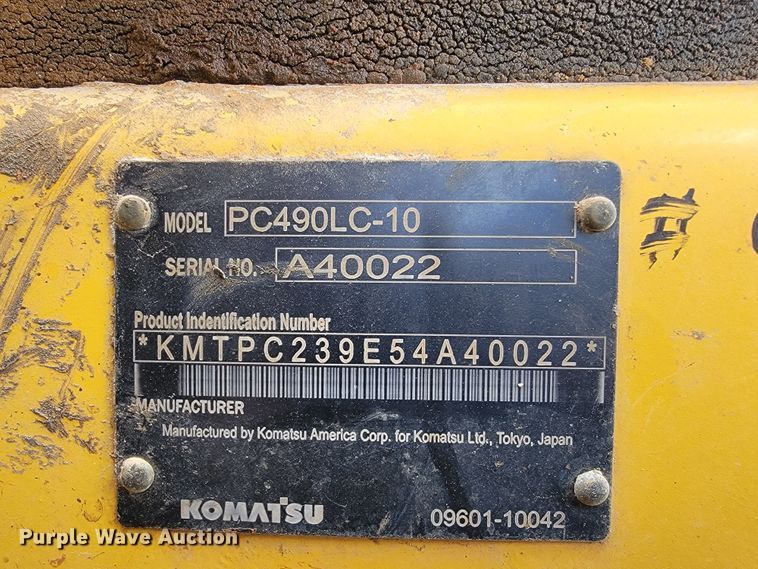 MODEL PC490LC-10
SERIAL NO. A40022
Product Indentification Number
*KMTPC239E54A40022*
MANUFACTURER
Manufactured by Komatsu America Corp. for Komatsu Ltd., Tokyo, Japan
KOMATSU 09601-10042
Purple Wave Auction